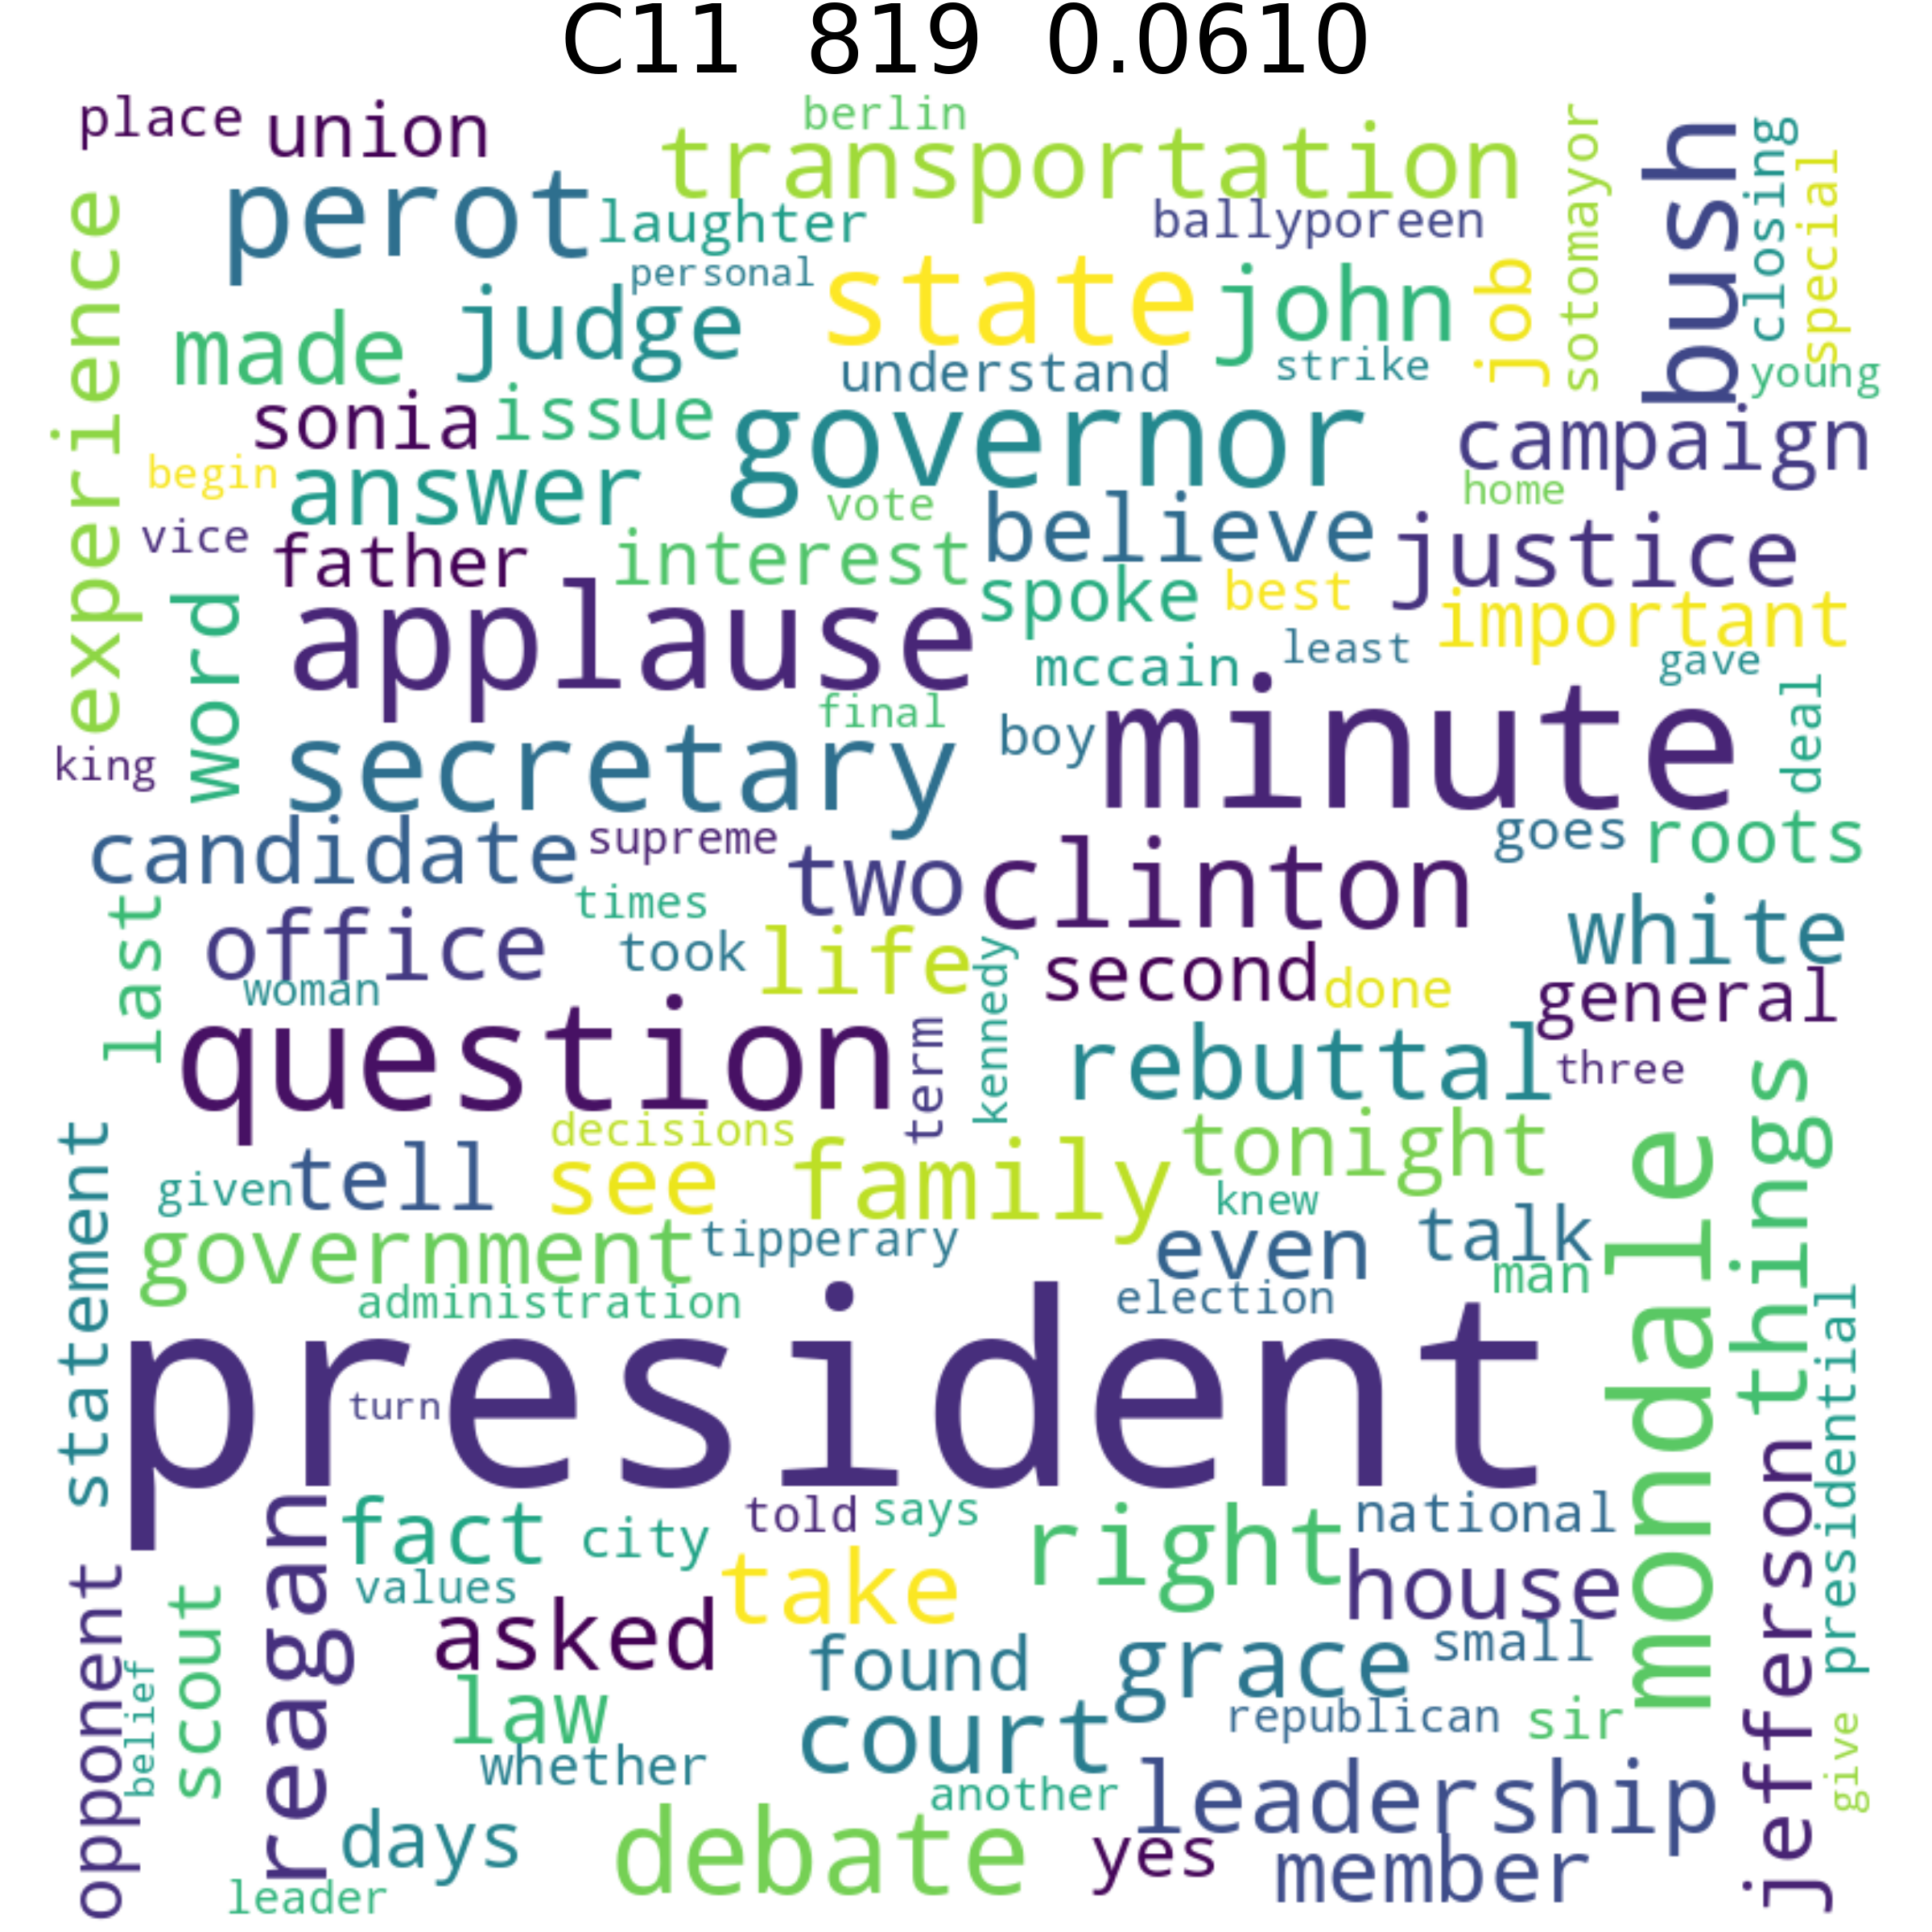 C11 819 0.0610
place union berlin
transportation
perot laughter ballyporeen
sotomayor bush closing special
experience
personal
made judge state john job
understand strike young
sonia issue governor campaign
begin answer vote believe home
vice father interest justice
word applause spoke best important
mccain least gave
final boy minute deal
king secretary
candidate supreme two clinton goes roots
last office times took life kennedy second done white
woman general
question term rebuttal three
decisions tonight things
statement given tell see family knew
government tipperary even talk man
administration election mondale
president presidential
turn
reagan fact city told says right national
opponent scout values take house jefferson
belief asked found grace small
law court republican sir give
whether another leadership
days debate yes member
leader